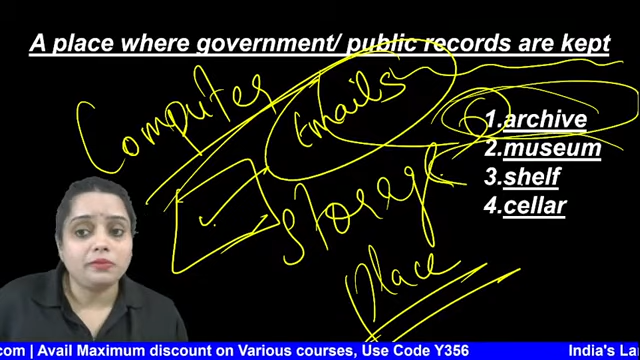 A place where government/ public records are kept
Computer
Emails
1.archive
2.museum
3.shelf
4.cellar
storage
place
com | Avail Maximum discount on Various courses, Use Code Y356
India's La